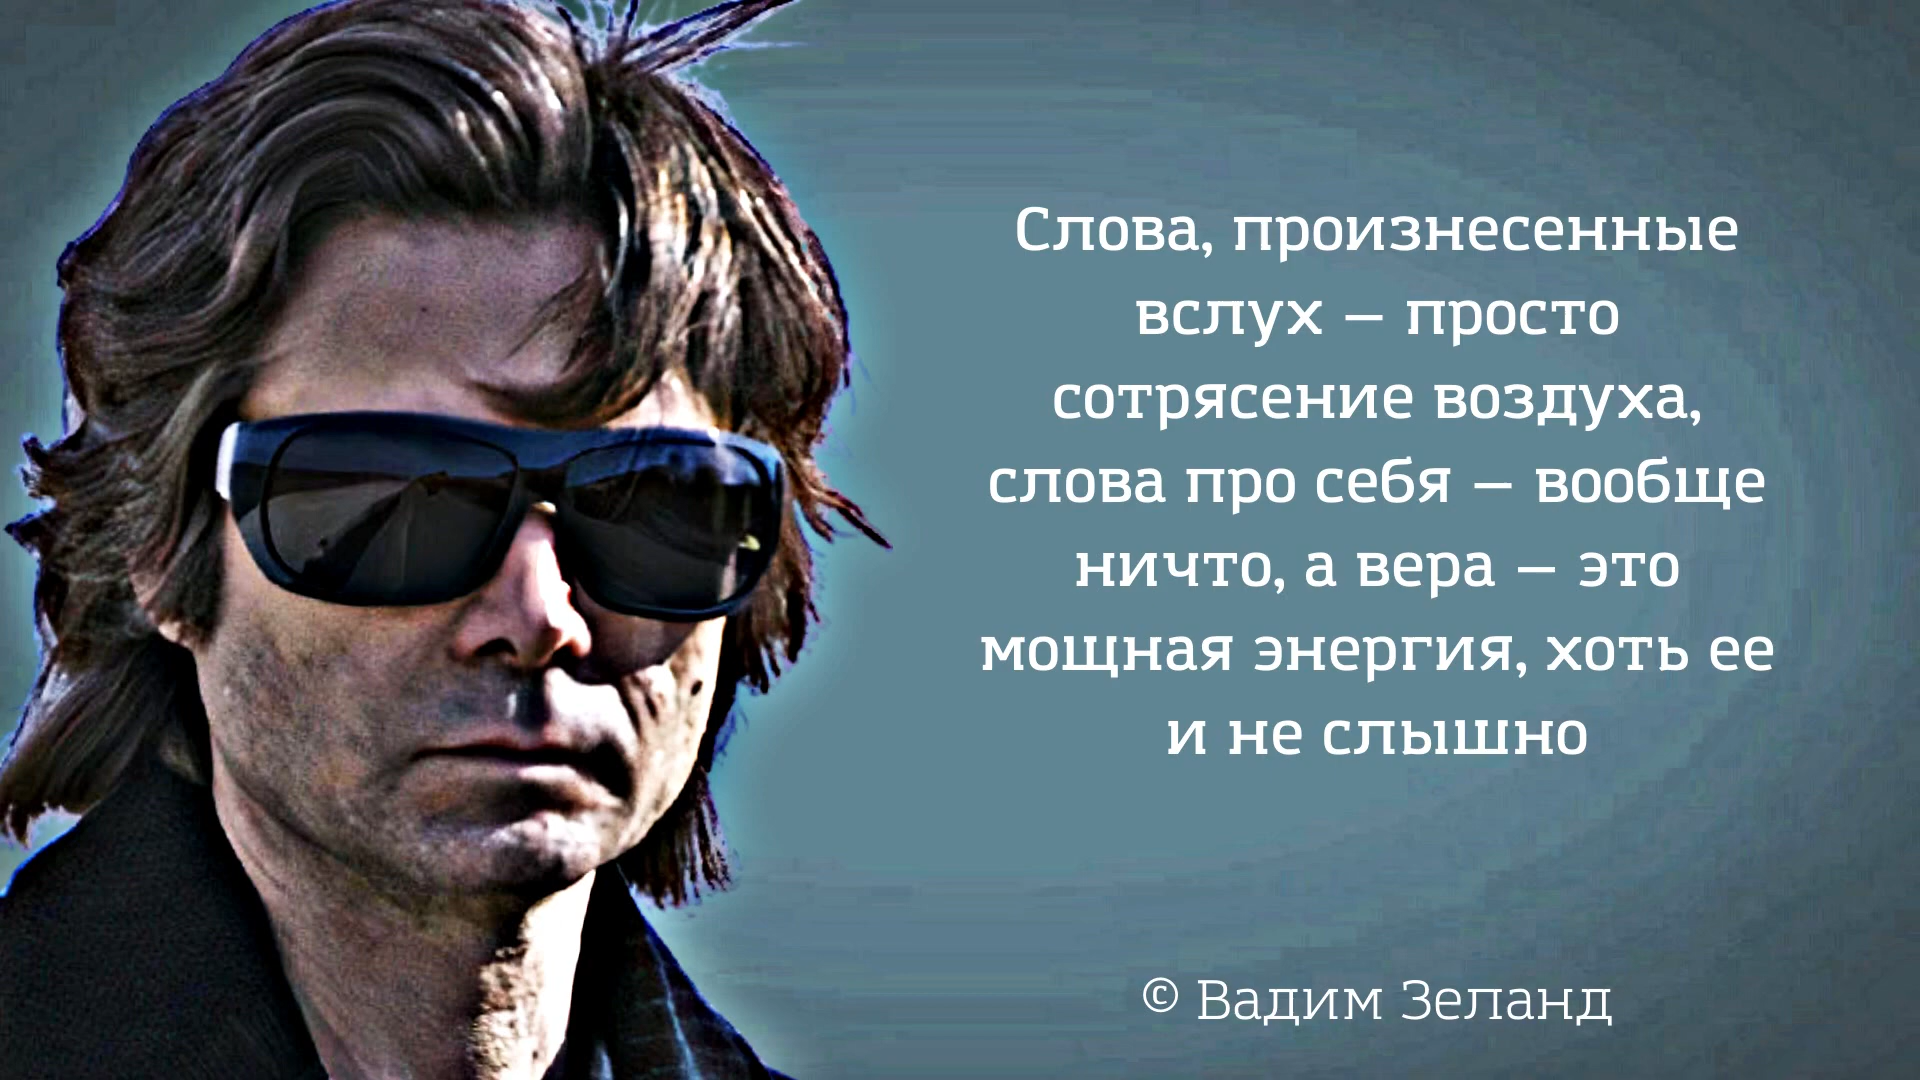 Слова, произнесенные
вслух – просто
сотрясение воздуха,
слова про себя – вообще
ничто, а вера – это
мощная энергия, хоть ее
и не слышно
© Вадим Зеланд